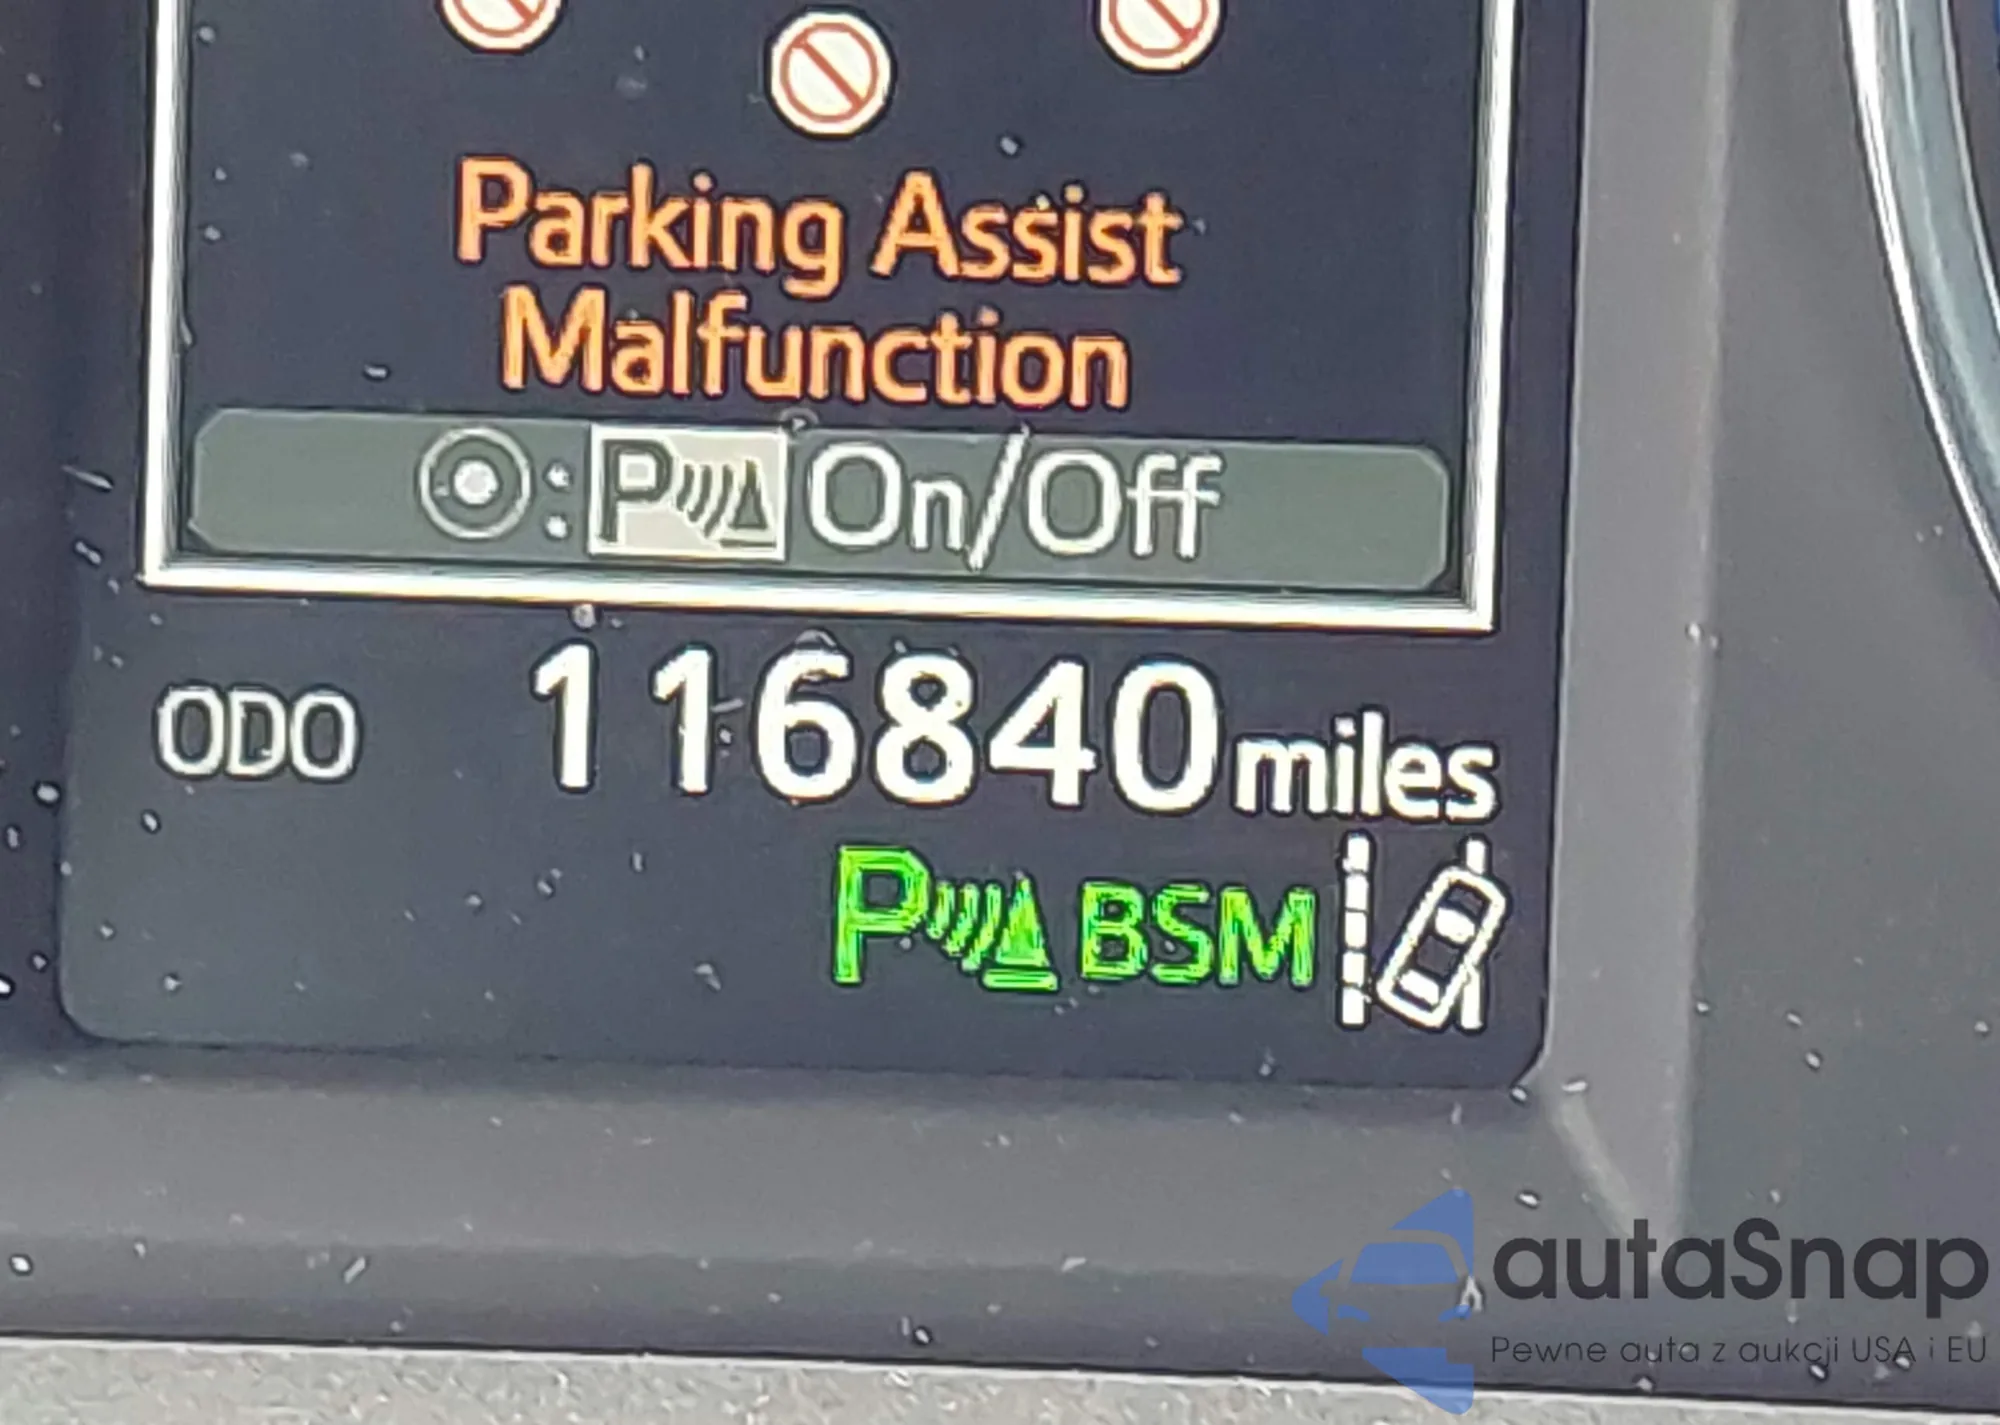 Parking Assist
Malfunction
: P On/Off
ODO 116840 miles
P BSM
autaSnap
Pewne auta z aukcji USA i EU